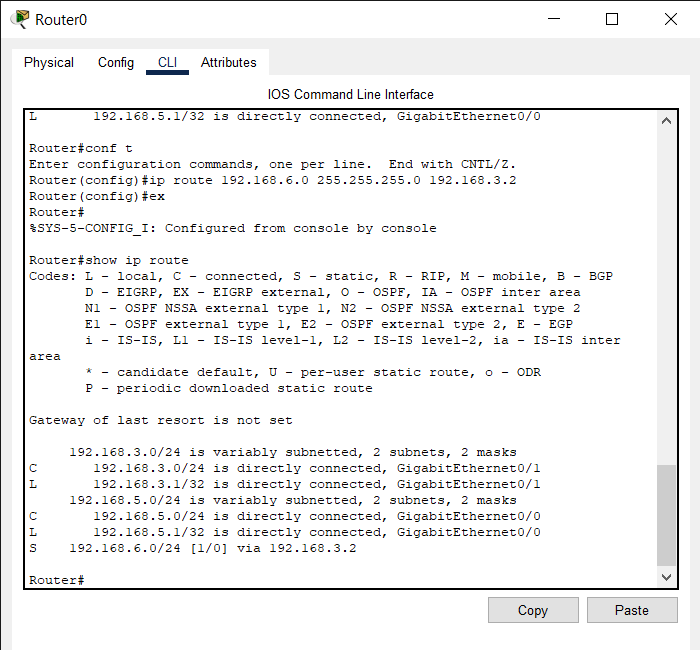 Router0
Physical Config CLI Attributes
IOS Command Line Interface
L       192.168.5.1/32 is directly connected, GigabitEthernet0/0
Router#conf t
Enter configuration commands, one per line.  End with CNTL/Z.
Router(config)#ip route 192.168.6.0 255.255.255.0 192.168.3.2
Router(config)#ex
Router#
%SYS-5-CONFIG_I: Configured from console by console
Router#show ip route
Codes: L - local, C - connected, S - static, R - RIP, M - mobile, B - BGP
       D - EIGRP, EX - EIGRP external, O - OSPF, IA - OSPF inter area
       N1 - OSPF NSSA external type 1, N2 - OSPF NSSA external type 2
       E1 - OSPF external type 1, E2 - OSPF external type 2, E - EGP
       i - IS-IS, L1 - IS-IS level-1, L2 - IS-IS level-2, ia - IS-IS inter
area
       * - candidate default, U - per-user static route, o - ODR
       P - periodic downloaded static route
Gateway of last resort is not set
     192.168.3.0/24 is variably subnetted, 2 subnets, 2 masks
C       192.168.3.0/24 is directly connected, GigabitEthernet0/1
L       192.168.3.1/32 is directly connected, GigabitEthernet0/1
     192.168.5.0/24 is variably subnetted, 2 subnets, 2 masks
C       192.168.5.0/24 is directly connected, GigabitEthernet0/0
L       192.168.5.1/32 is directly connected, GigabitEthernet0/0
S    192.168.6.0/24 [1/0] via 192.168.3.2
Router#
Copy Paste